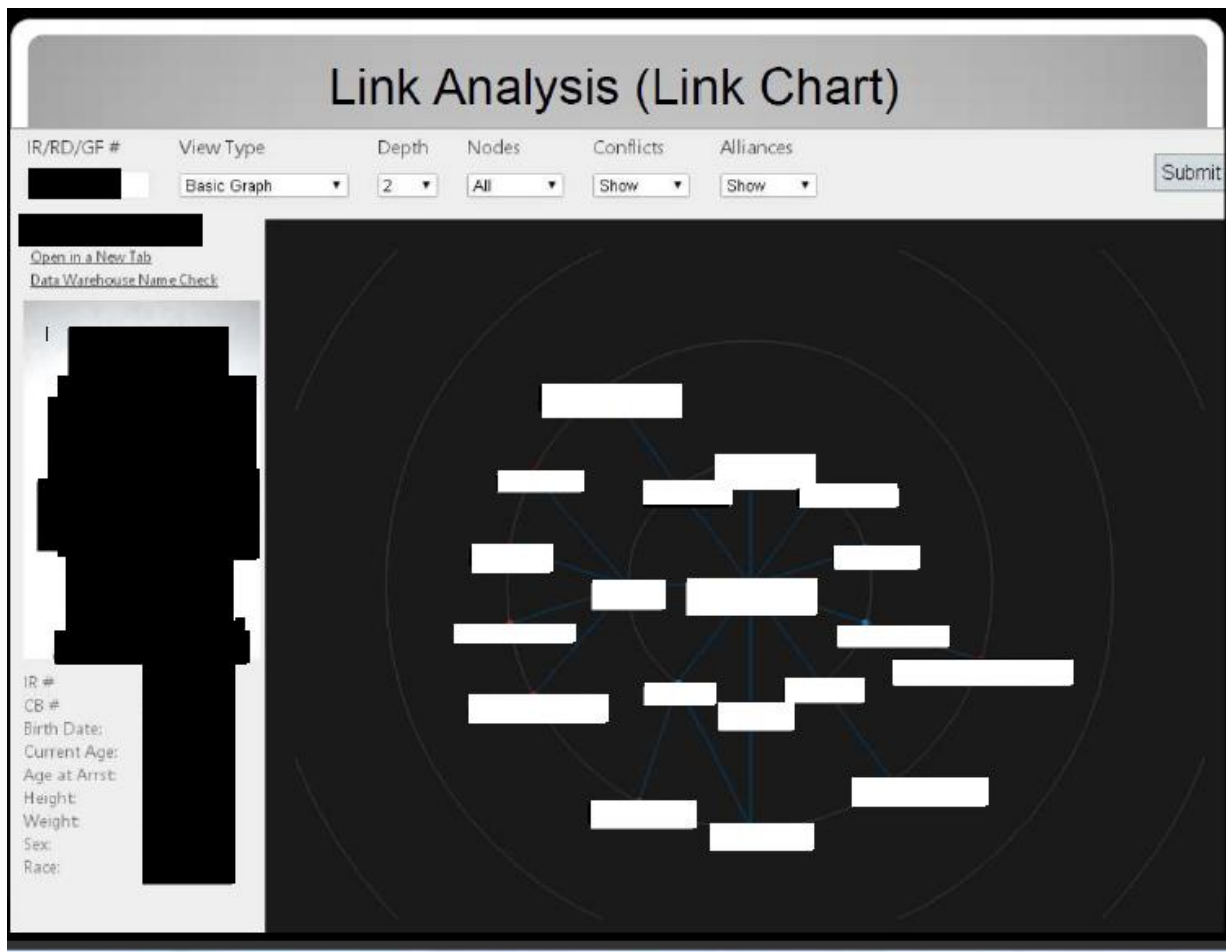 Link Analysis (Link Chart)
IR/RD/GF # View Type Depth Nodes Conflicts Alliances
Basic Graph 2 All Show Show Submit
Open in a New Tab
Data Warehouse Name Check
IR #
CB #
Birth Date:
Current Age:
Age at Arrst:
Height:
Weight:
Sex:
Race: